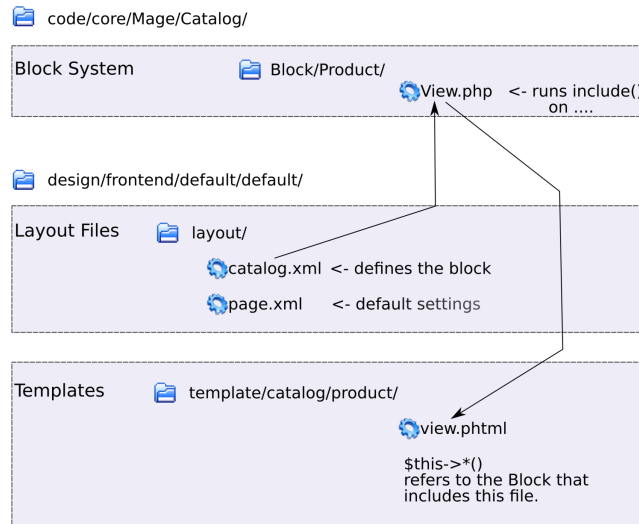 code/core/Mage/Catalog/
Block System
Block/Product/
View.php <- runs include()
on ....
design/frontend/default/default/
Layout Files
layout/
catalog.xml <- defines the block
page.xml <- default settings
Templates
template/catalog/product/
view.phtml
$this->*()
refers to the Block that
includes this file.